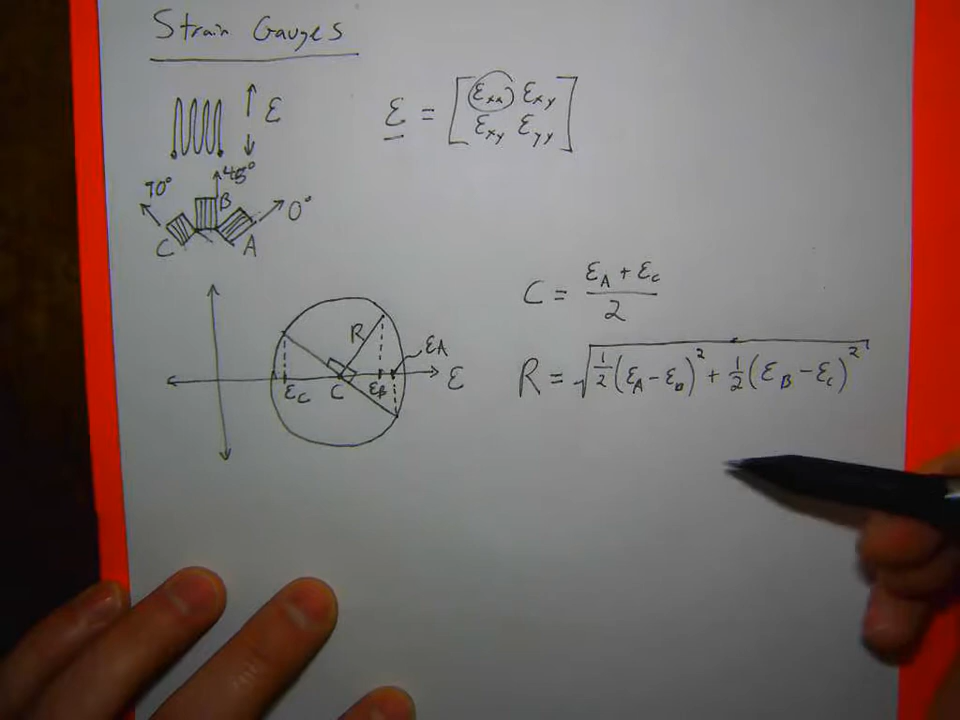 Strain Gauges
ε
ε = [ εxx εxy
εxy εyy ]
90° 45° 0°
C B A
C = (εA + εC) / 2
R = √(1/2(εA - εB)² + 1/2(εB - εC)²)
R εA
εC C εB ε